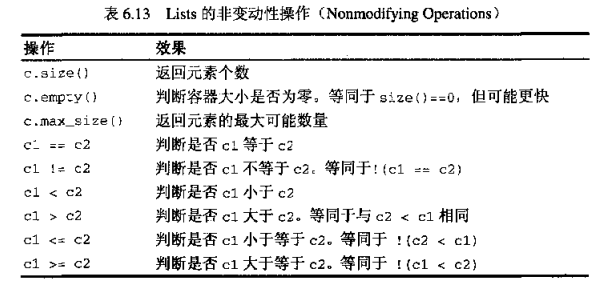 表 6.13 Lists 的非变动性操作（Nonmodifying Operations）
操作 效果
c.size() 返回元素个数
c.empty() 判断容器大小是否为零。等同于 size()==0，但可能更快
c.max_size() 返回元素的最大可能数量
c1 == c2 判断是否 c1 等于 c2
c1 != c2 判断是否 c1 不等于 c2。等同于!(c1 == c2)
c1 < c2 判断是否 c1 小于 c2
c1 > c2 判断是否 c1 大于 c2。等同于与 c2 < c1 相同
c1 <= c2 判断是否 c1 小于等于 c2。等同于 !(c2 < c1)
c1 >= c2 判断是否 c1 大于等于 c2。等同于 !(c1 < c2)